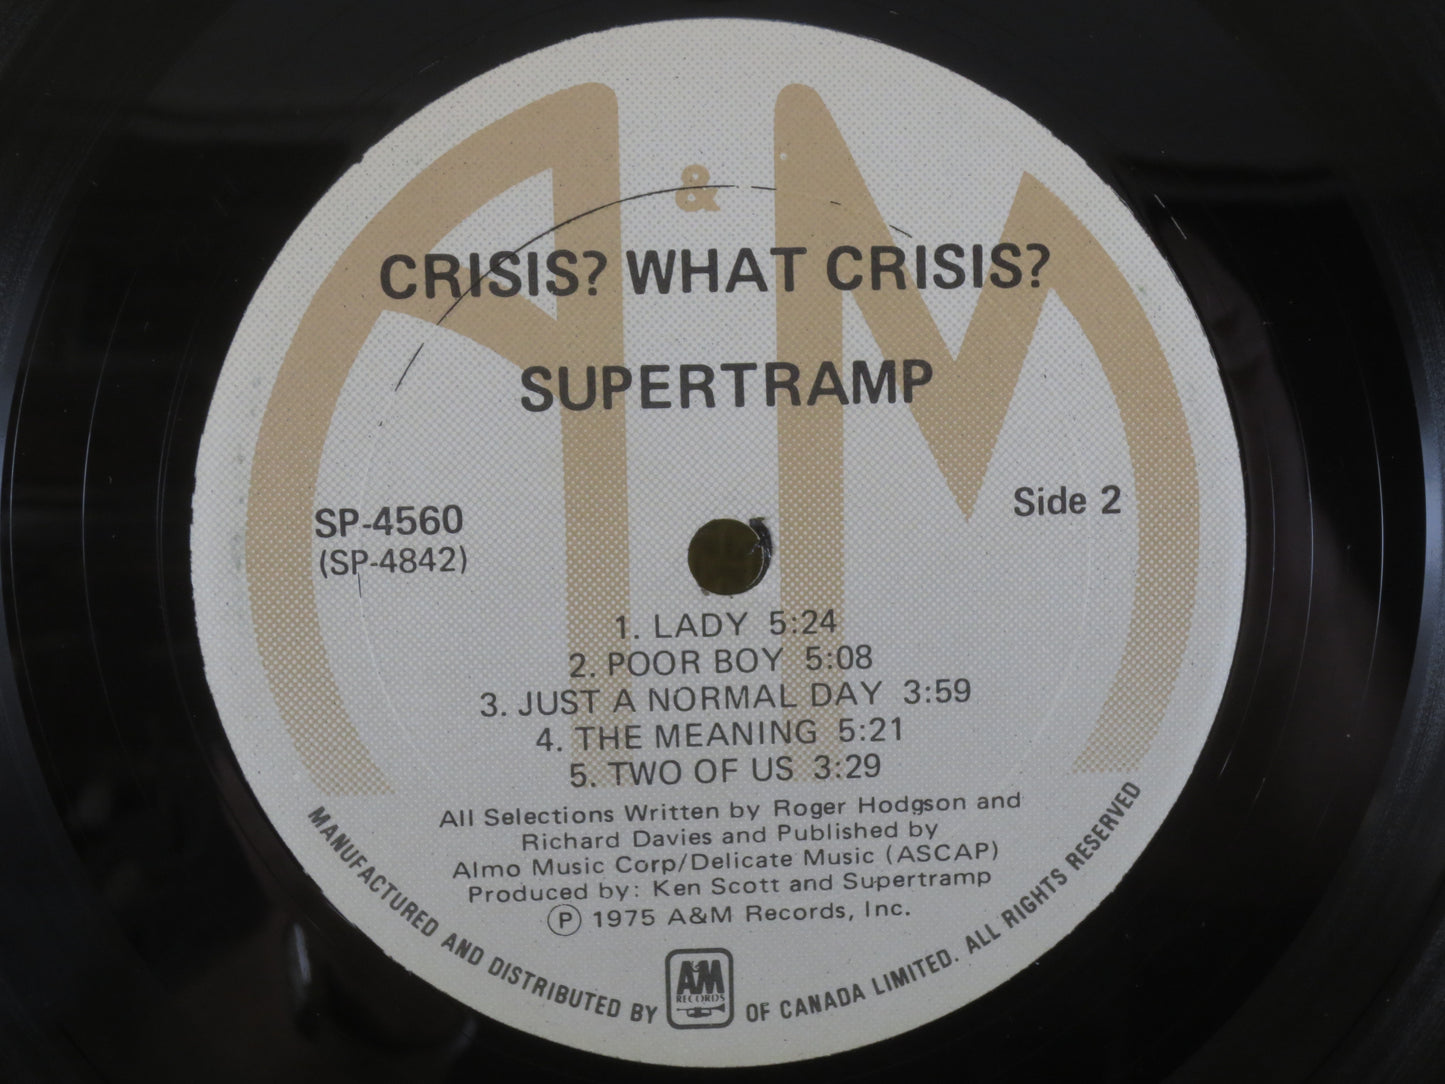 A & M
CRISIS? WHAT CRISIS?
SUPERTRAMP
SP-4560
(SP-4842)
Side 2
1. LADY 5:24
2. POOR BOY 5:08
3. JUST A NORMAL DAY 3:59
4. THE MEANING 5:21
5. TWO OF US 3:29
All Selections Written by Roger Hodgson and
Richard Davies and Published by
Almo Music Corp/Delicate Music (ASCAP)
Produced by: Ken Scott and Supertramp
℗ 1975 A&M Records, Inc.
MANUFACTURED AND DISTRIBUTED BY A&M RECORDS OF CANADA LIMITED. ALL RIGHTS RESERVED